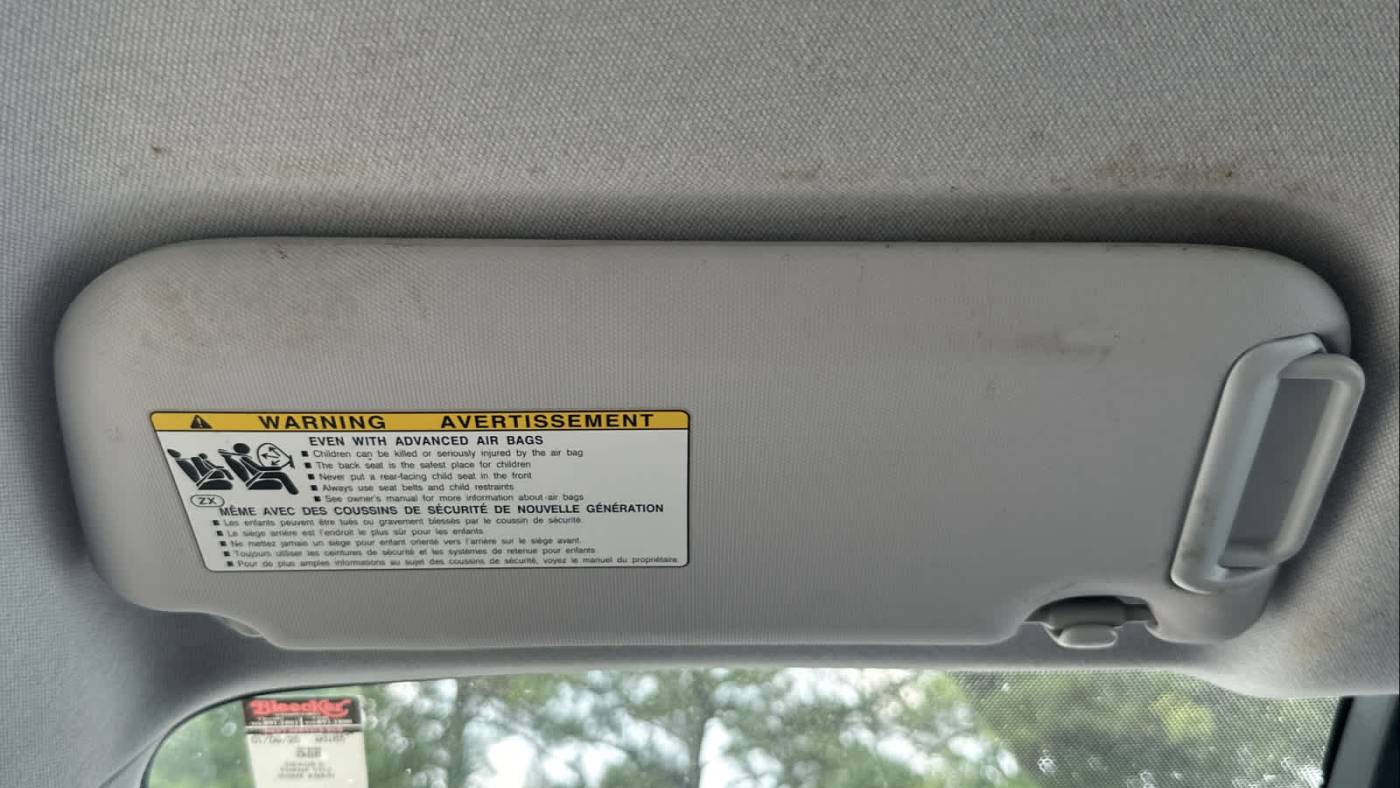 WARNING AVERTISSEMENT
EVEN WITH ADVANCED AIR BAGS
■ Children can be killed or seriously injured by the air bag
■ The back seat is the safest place for children
■ Never put a rear-facing child seat in the front
■ Always use seat belts and child restraints
■ See owner's manual for more information about air bags
ZX
MÊME AVEC DES COUSSINS DE SÉCURITÉ DE NOUVELLE GÉNÉRATION
■ Les enfants peuvent être tués ou gravement blessés par le coussin de sécurité.
■ Le siège arrière est l'endroit le plus sûr pour les enfants.
■ Ne mettez jamais un siège pour enfant orienté vers l'arrière sur le siège avant.
■ Toujours utiliser les ceintures de sécurité et les systèmes de retenue pour enfants.
■ Pour de plus amples informations au sujet des coussins de sécurité, voyez le manuel du propriétaire.
Bleecker